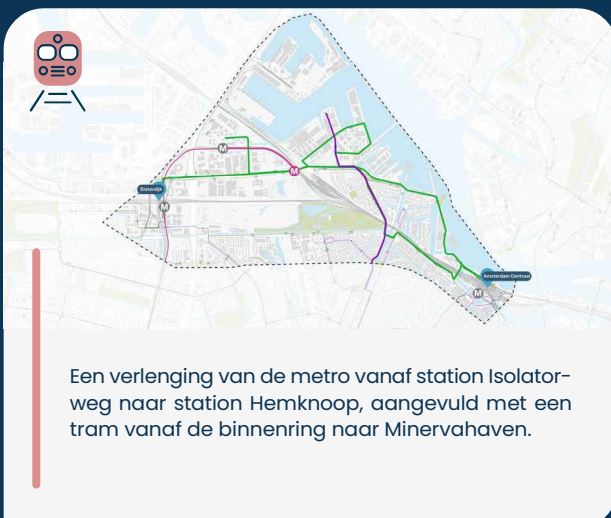 M
M
Sloterdijk
M
Amsterdam Centraal
M
Een verlenging van de metro vanaf station Isolator-
weg naar station Hemknoop, aangevuld met een
tram vanaf de binnenring naar Minervahaven.